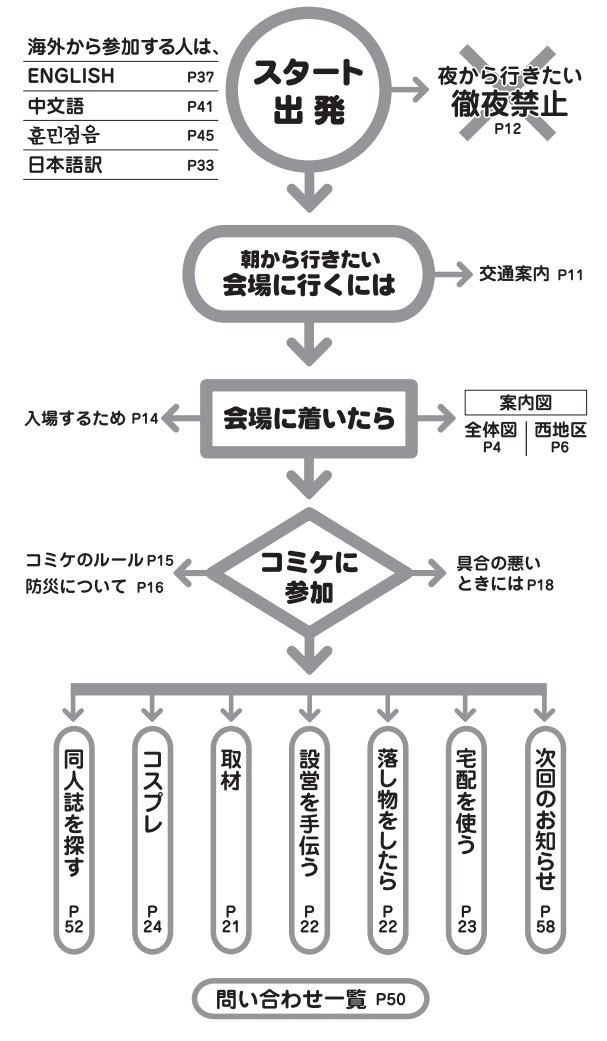 海外から参加する人は、
ENGLISH P37
中文語 P41
훈민졍음 P45
日本語訳 P33
スタート
出発
夜から行きたい
徹夜禁止
P12
朝から行きたい
会場に行くには
交通案内 P11
入場するため P14
会場に着いたら
案内図
全体図 西地区
P4 P6
コミケのルール P15
防災について P16
コミケに
参加
具合の悪い
ときには P18
同人誌を探す P52
コスプレ P24
取材 P21
設営を手伝う P22
落し物をしたら P22
宅配を使う P23
次回のお知らせ P58
問い合わせ一覧 P50